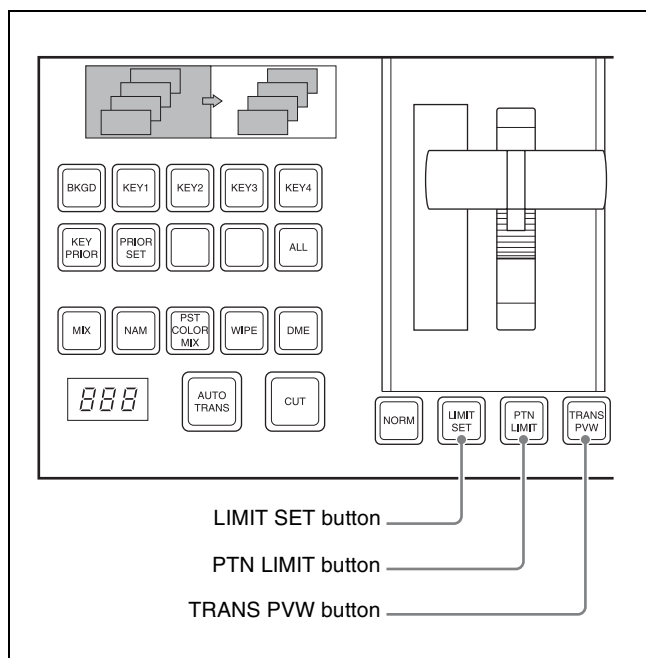 BKGD KEY1 KEY2 KEY3 KEY4
KEY PRIOR PRIOR SET ALL
MIX NAM PST COLOR MIX WIPE DME
888 AUTO TRANS CUT
NORM LIMIT SET PTN LIMIT TRANS PVW
LIMIT SET button
PTN LIMIT button
TRANS PVW button